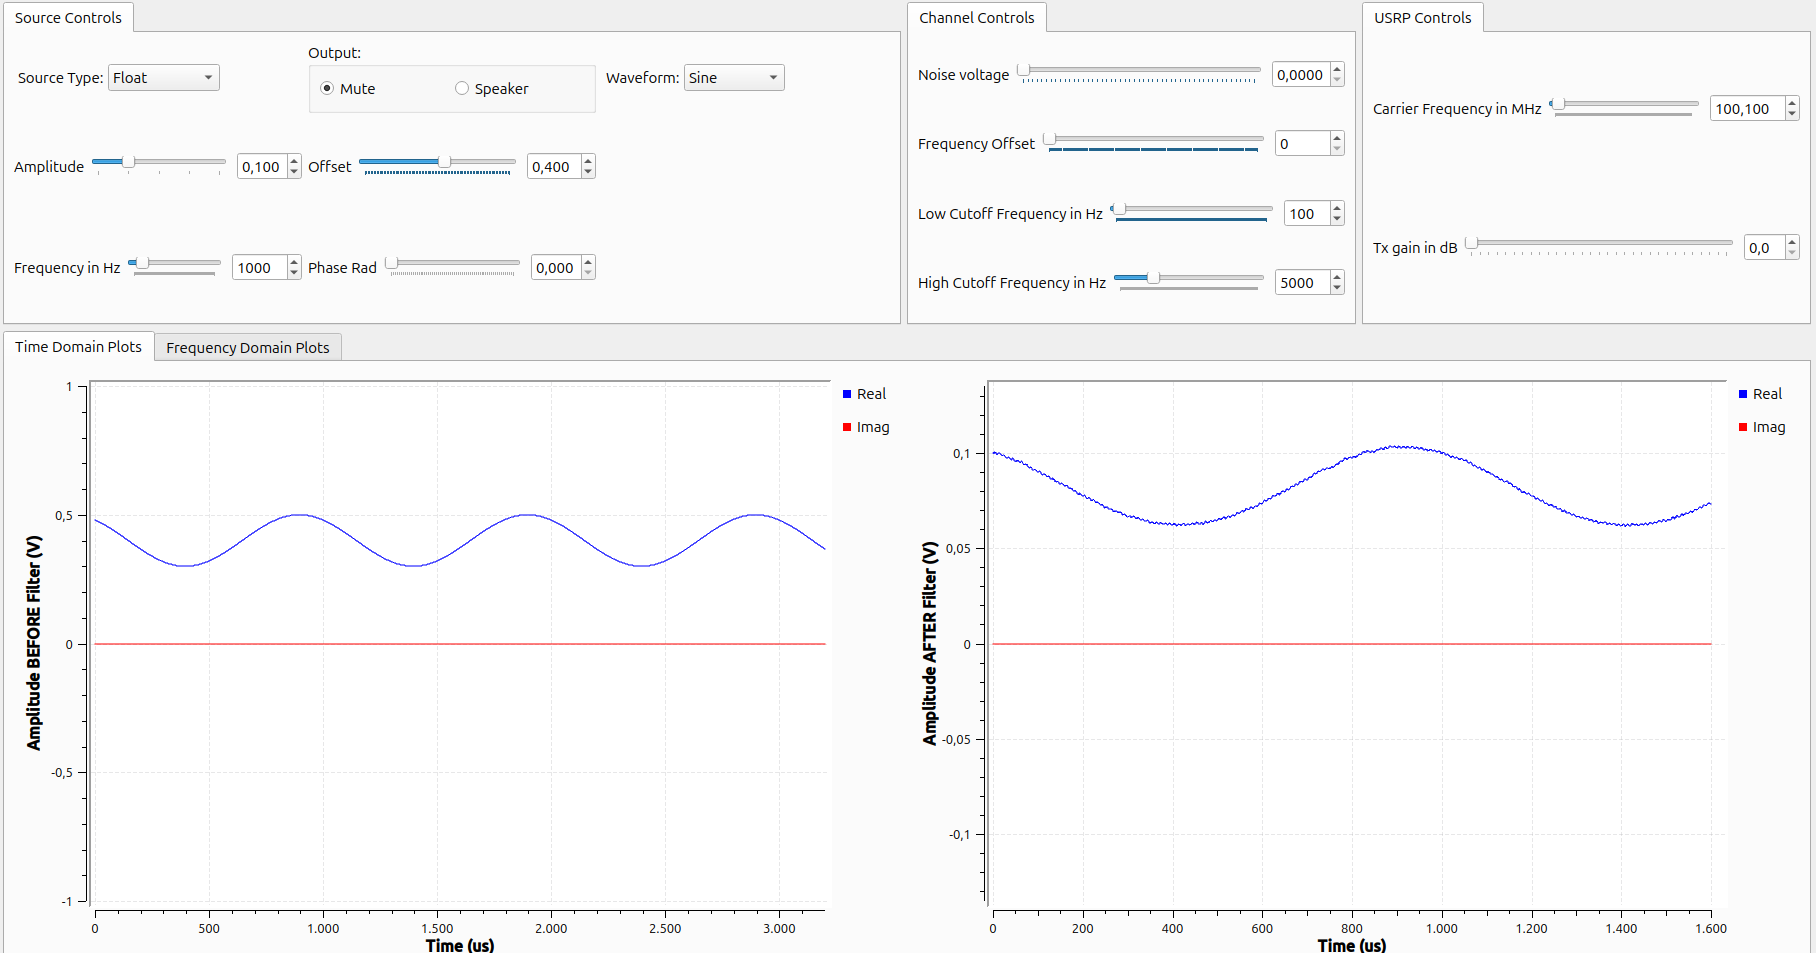 Source Controls
Source Type: Float
Output:
Mute Speaker
Waveform: Sine
Amplitude 0,100 Offset 0,400
Frequency in Hz 1000 Phase Rad 0,000
Channel Controls
Noise voltage 0,0000
Frequency Offset 0
Low Cutoff Frequency in Hz 100
High Cutoff Frequency in Hz 5000
USRP Controls
Carrier Frequency in MHz 100,100
Tx gain in dB 0,0
Time Domain Plots Frequency Domain Plots
Amplitude BEFORE Filter (V)
1
0,5
0
-0,5
-1
0 500 1.000 1.500 2.000 2.500 3.000
Time (us)
Real
Imag
Amplitude AFTER Filter (V)
0,1
0,05
0
-0,05
-0,1
0 200 400 600 800 1.000 1.200 1.400 1.600
Time (us)
Real
Imag